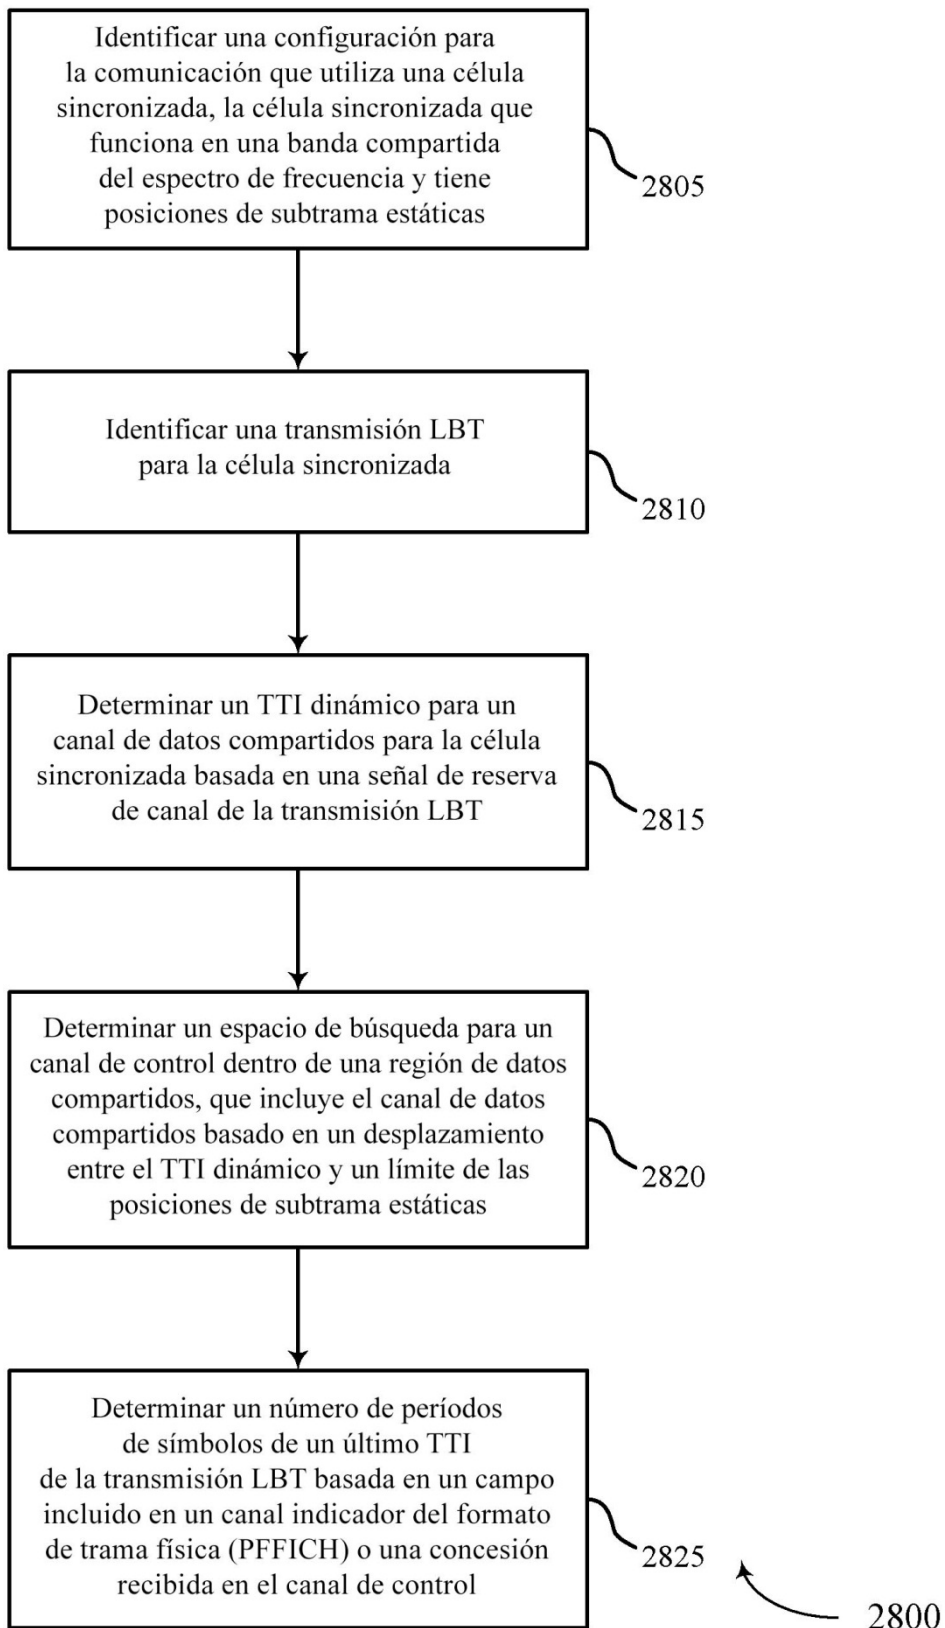 Identificar una configuración para
la comunicación que utiliza una célula
sincronizada, la célula sincronizada que
funciona en una banda compartida
del espectro de frecuencia y tiene
posiciones de subtrama estáticas
2805
Identificar una transmisión LBT
para la célula sincronizada
2810
Determinar un TTI dinámico para un
canal de datos compartidos para la célula
sincronizada basada en una señal de reserva
de canal de la transmisión LBT
2815
Determinar un espacio de búsqueda para un
canal de control dentro de una región de datos
compartidos, que incluye el canal de datos
compartidos basado en un desplazamiento
entre el TTI dinámico y un límite de las
posiciones de subtrama estáticas
2820
Determinar un número de períodos
de símbolos de un último TTI
de la transmisión LBT basada en un campo
incluido en un canal indicador del formato
de trama física (PFFICH) o una concesión
recibida en el canal de control
2825
2800